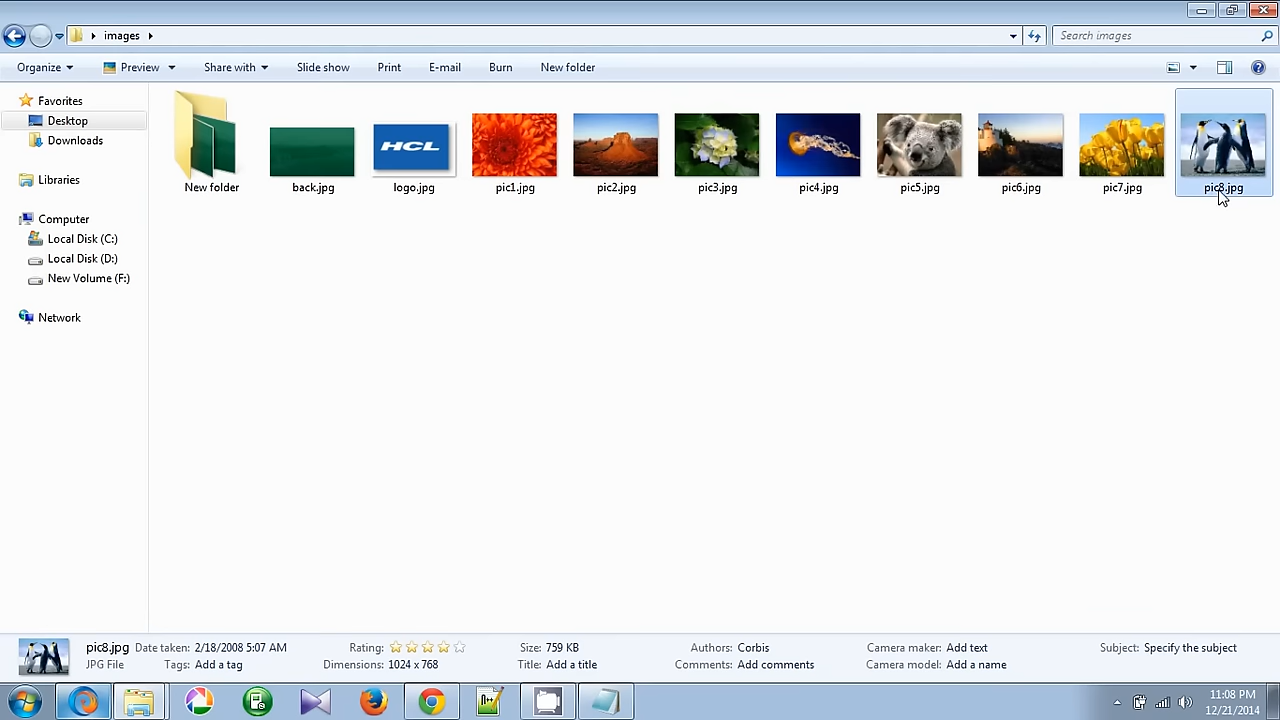 images
Search images
Organize Preview Share with Slide show Print E-mail Burn New folder
Favorites
Desktop
Downloads
Libraries
Computer
Local Disk (C:)
Local Disk (D:)
New Volume (F:)
Network
HCL
New folder back.jpg logo.jpg pic1.jpg pic2.jpg pic3.jpg pic4.jpg pic5.jpg pic6.jpg pic7.jpg pic8.jpg
pic8.jpg Date taken: 2/18/2008 5:07 AM Rating: Size: 759 KB Authors: Corbis Camera maker: Add text Subject: Specify the subject
JPG File Tags: Add a tag Dimensions: 1024 x 768 Title: Add a title Comments: Add comments Camera model: Add a name
11:08 PM
12/21/2014